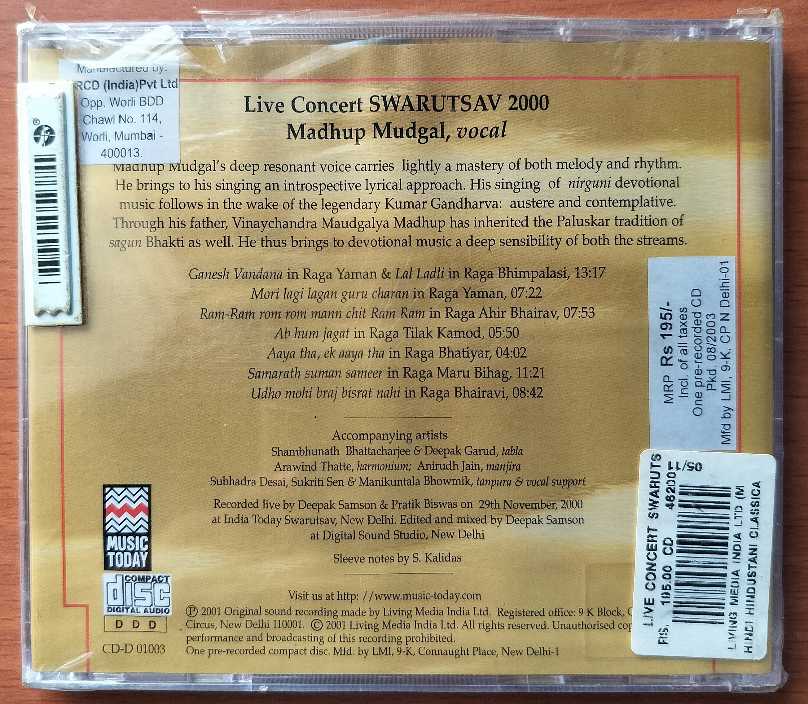 Manufactured by:
RCD (India)Pvt Ltd
Opp. Worli BDD
Chawl No. 114,
Worli, Mumbai -
400013.
Live Concert SWARUTSAV 2000
Madhup Mudgal, vocal
Madhup Mudgal's deep resonant voice carries lightly a mastery of both melody and rhythm.
He brings to his singing an introspective lyrical approach. His singing of nirguni devotional
music follows in the wake of the legendary Kumar Gandharva: austere and contemplative.
Through his father, Vinaychandra Maudgalya Madhup has inherited the Paluskar tradition of
sagun Bhakti as well. He thus brings to devotional music a deep sensibility of both the streams.
Ganesh Vandana in Raga Yaman & Lal Ladli in Raga Bhimpalasi, 13:17
Mori lagi lagan guru charan in Raga Yaman, 07:22
Ram-Ram rom rom mann chit Ram Ram in Raga Ahir Bhairav, 07:53
Ab hum jagat in Raga Tilak Kamod, 05:50
Aaya tha, ek aaya tha in Raga Bhatiyar, 04:02
Samarath suman sameer in Raga Maru Bihag, 11:21
Udho mohi braj bisrat nahi in Raga Bhairavi, 08:42
Accompanying artists
Shambhunath Bhattacharjee & Deepak Garud, tabla
Arawind Thatte, harmonium; Anirudh Jain, manjira
Subhadra Desai, Sukriti Sen & Manikuntala Bhowmik, tanpura & vocal support
Recorded live by Deepak Samson & Pratik Biswas on 29th November, 2000
at India Today Swarutsav, New Delhi. Edited and mixed by Deepak Samson
at Digital Sound Studio, New Delhi
Sleeve notes by S. Kalidas
Visit us at http: //www.music-today.com
Ⓟ 2001 Original sound recording made by Living Media India Ltd. Registered office: 9 K Block,
Circus, New Delhi 110001. © 2001 Living Media India Ltd. All rights reserved. Unauthorised
performance and broadcasting of this recording prohibited.
One pre-recorded compact disc. Mfd. by LMI, 9-K, Connaught Place, New Delhi-1
MUSIC
TODAY
COMPACT
disc
DIGITAL AUDIO
D D D
CD-D 01003
MRP Rs 195/-
Incl. of all taxes
One pre-recorded CD
Pkd 08/2003
Mfd by LMI, 9-K, CP N Delhi-01
LIVE CONCERT SWARUTS
RS. 195.00 CD 482001
05/11
LIVING MEDIA INDIA LTD (M
HINDI HINDUSTANI CLASSICA